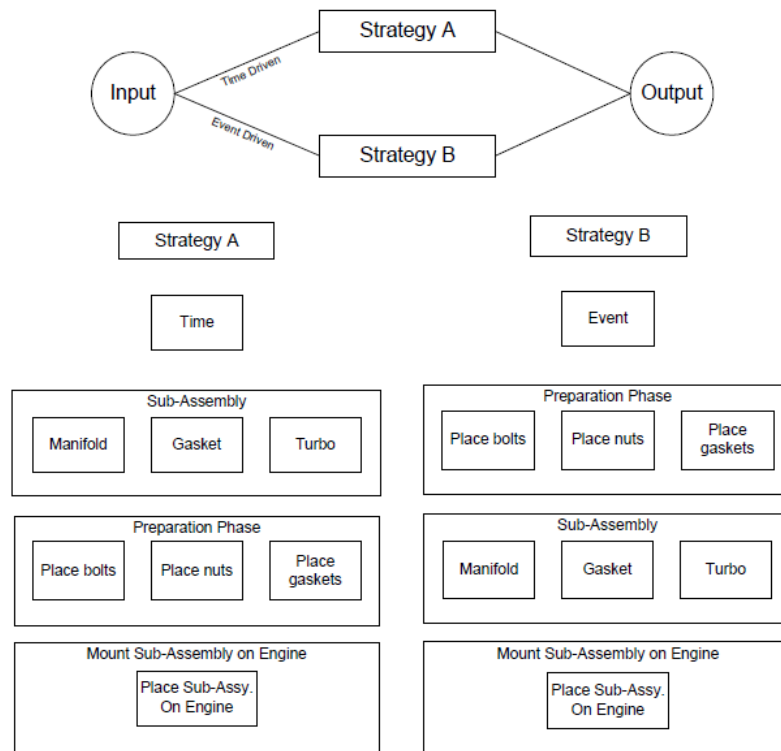 Strategy A
Input
Time Driven
Output
Event Driven
Strategy B
Strategy A
Time
Sub-Assembly
Manifold
Gasket
Turbo
Preparation Phase
Place bolts
Place nuts
Place
gaskets
Mount Sub-Assembly on Engine
Place Sub-Assy.
On Engine
Strategy B
Event
Preparation Phase
Place bolts
Place nuts
Place
gaskets
Sub-Assembly
Manifold
Gasket
Turbo
Mount Sub-Assembly on Engine
Place Sub-Assy.
On Engine